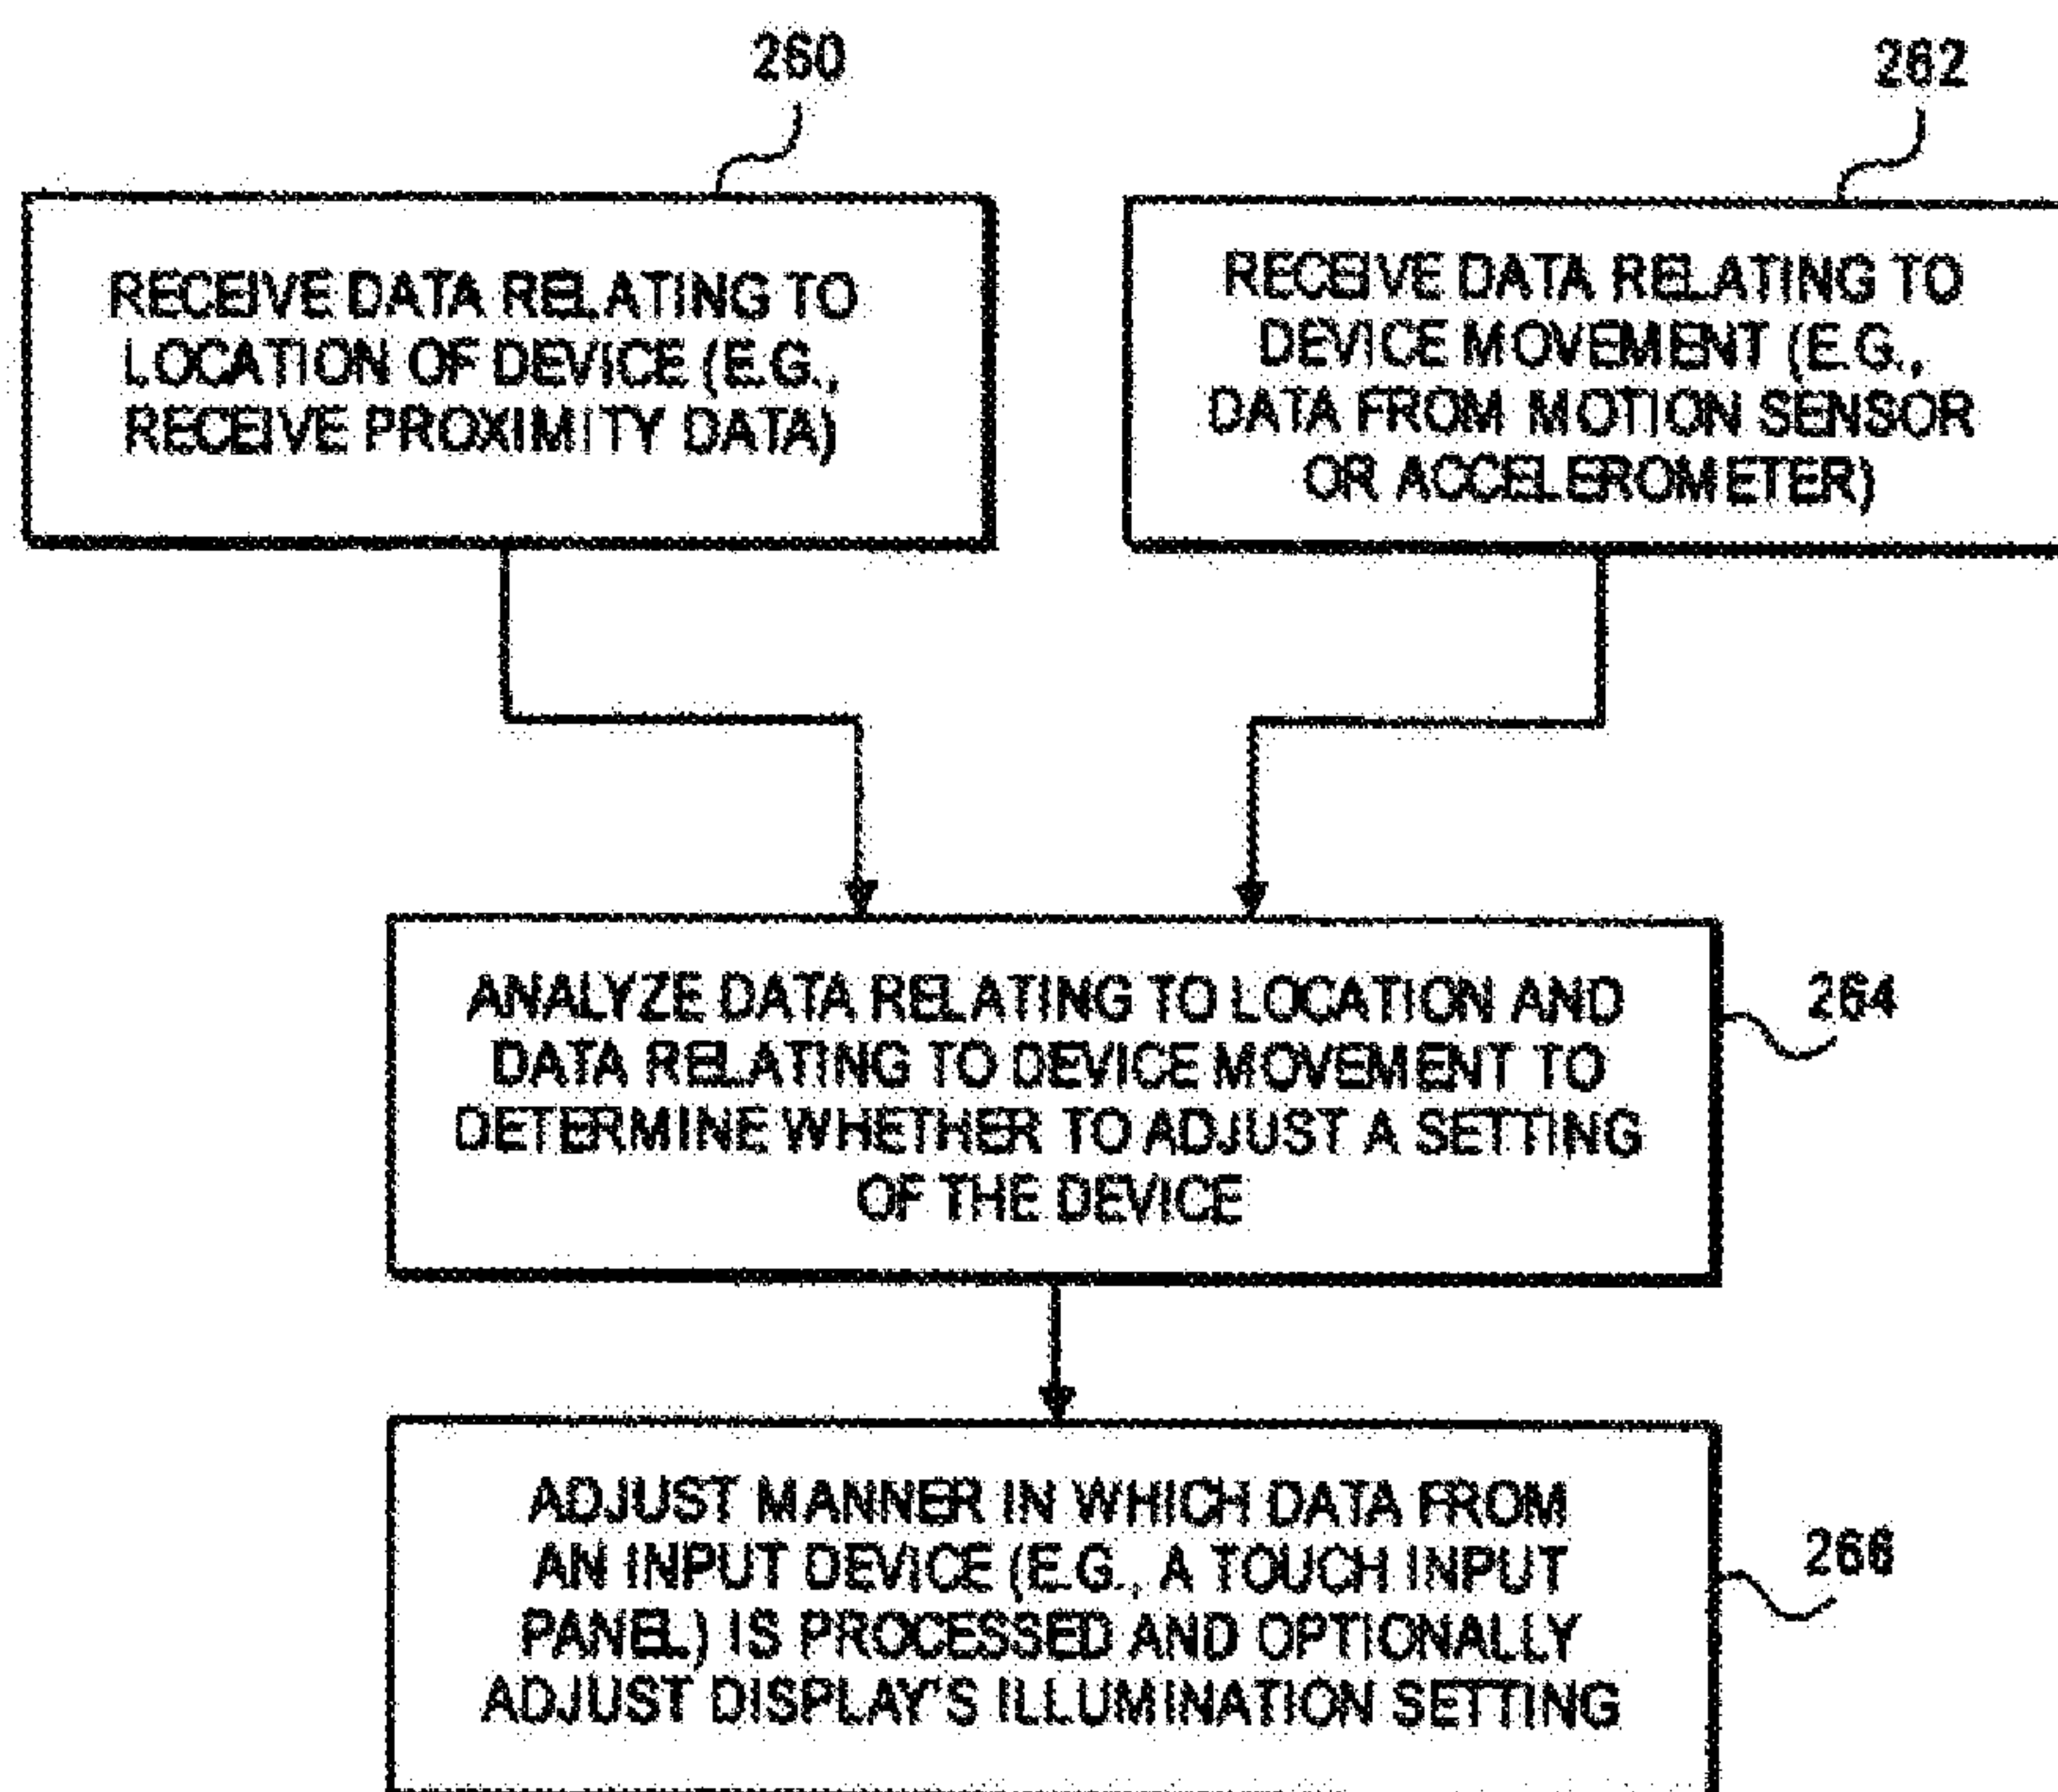 260
262
RECEIVE DATA RELATING TO
LOCATION OF DEVICE (E.G.,
RECEIVE PROXIMITY DATA)
RECEIVE DATA RELATING TO
DEVICE MOVEMENT (E.G.,
DATA FROM MOTION SENSOR
OR ACCELEROMETER)
ANALYZE DATA RELATING TO LOCATION AND
DATA RELATING TO DEVICE MOVEMENT TO
DETERMINE WHETHER TO ADJUST A SETTING
OF THE DEVICE
264
ADJUST MANNER IN WHICH DATA FROM
AN INPUT DEVICE (E.G., A TOUCH INPUT
PANEL) IS PROCESSED AND OPTIONALLY
ADJUST DISPLAY'S ILLUMINATION SETTING
266